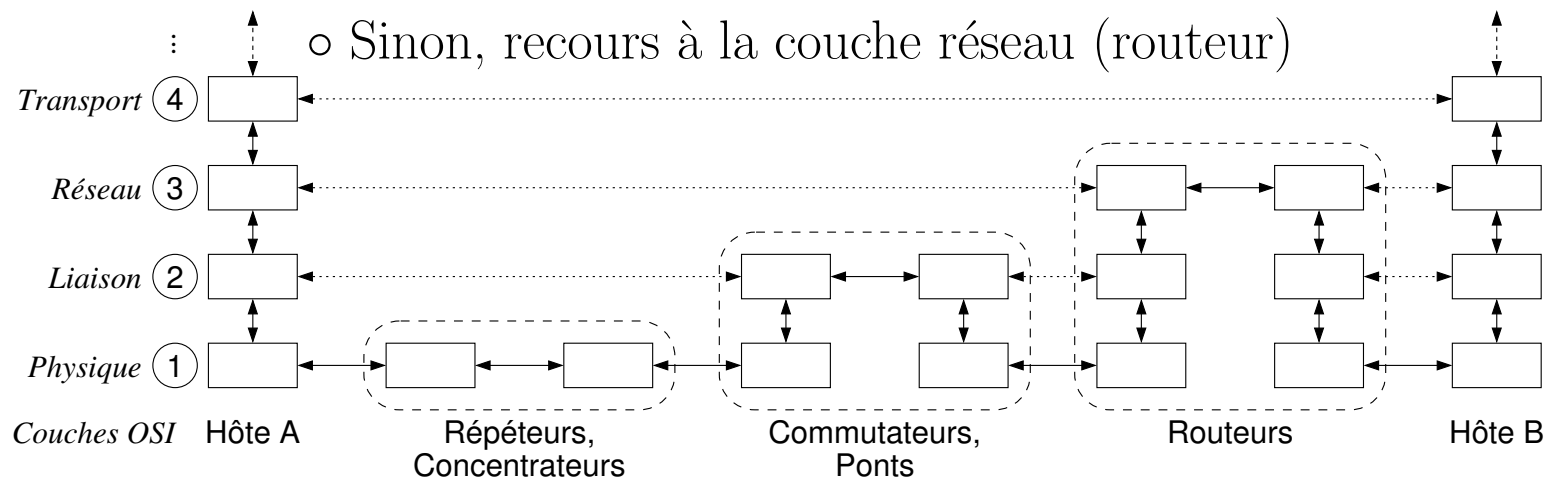 ⋮
○ Sinon, recours à la couche réseau (routeur)
Transport 4
Réseau 3
Liaison 2
Physique 1
Couches OSI Hôte A Répéteurs, Concentrateurs Commutateurs, Ponts Routeurs Hôte B